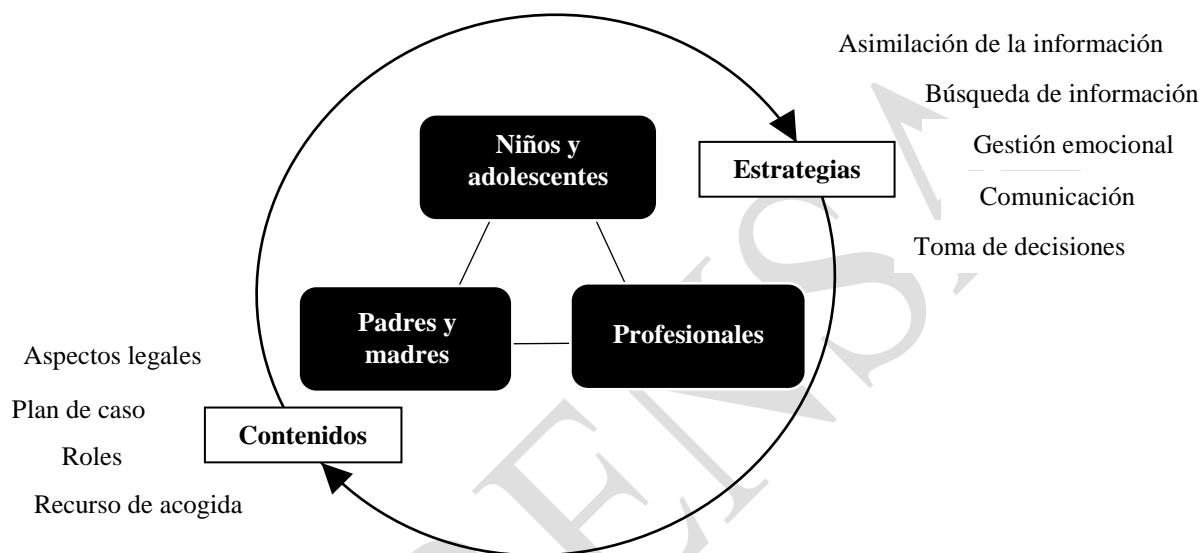 Asimilación de la información
Búsqueda de información
Niños y
adolescentes
Estrategias
Gestión emocional
Comunicación
Toma de decisiones
Padres y
madres
Profesionales
Aspectos legales
Plan de caso
Contenidos
Roles
Recurso de acogida
ENSA